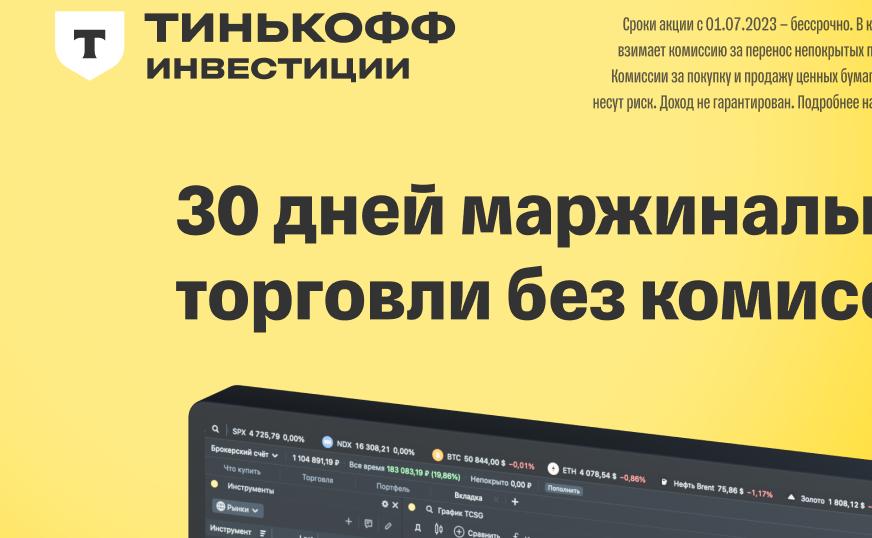 ТИНЬКОФФ
ИНВЕСТИЦИИ
Сроки акции с 01.07.2023 – бессрочно. В
взимает комиссию за перенос непокрытых
Комиссии за покупку и продажу ценных
несут риск. Доход не гарантирован. Подробнее
30 дней
торговли без
SPX 4 725,79 0,00% NDX 16 308,21 0,00% BTC 50 844,00 $ −0,01% ETH 4 078,54 $ −0,86% Нефть Brent 75,86 $ −1,17% Золото 1 808,12 $
Брокерский счёт 1 104 891,19 ₽ Все время 183 083,19 ₽ (19,86%) Непокрыто 0,00 ₽ Пополнить
Что купить Торговля Портфель Вкладка +
Инструменты График TCSG
Рынки Д Сравнить
Инструмент